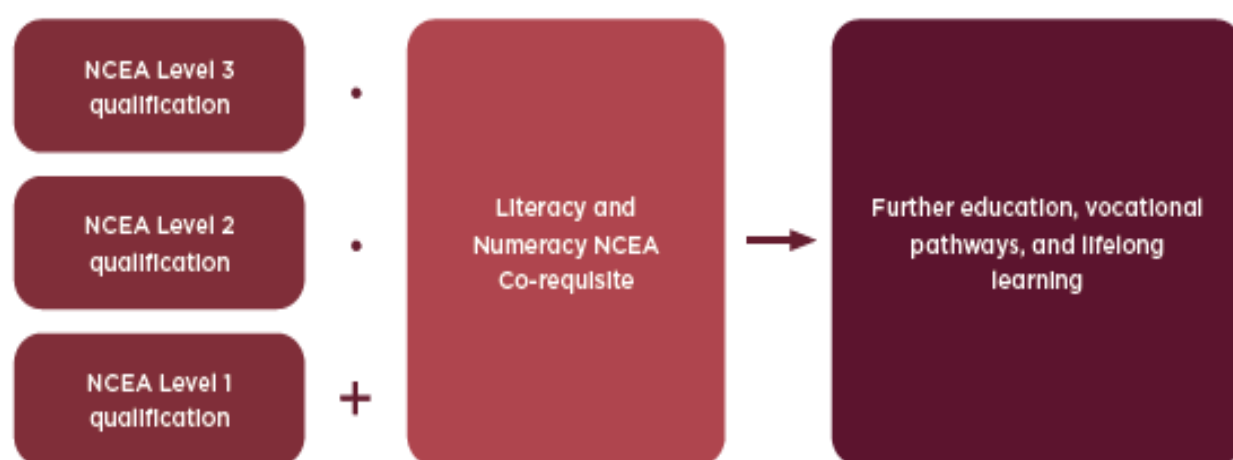 NCEA Level 3
qualification
NCEA Level 2
qualification
NCEA Level 1
qualification
+
Literacy and
Numeracy NCEA
Co-requisite
Further education, vocational
pathways, and lifelong
learning